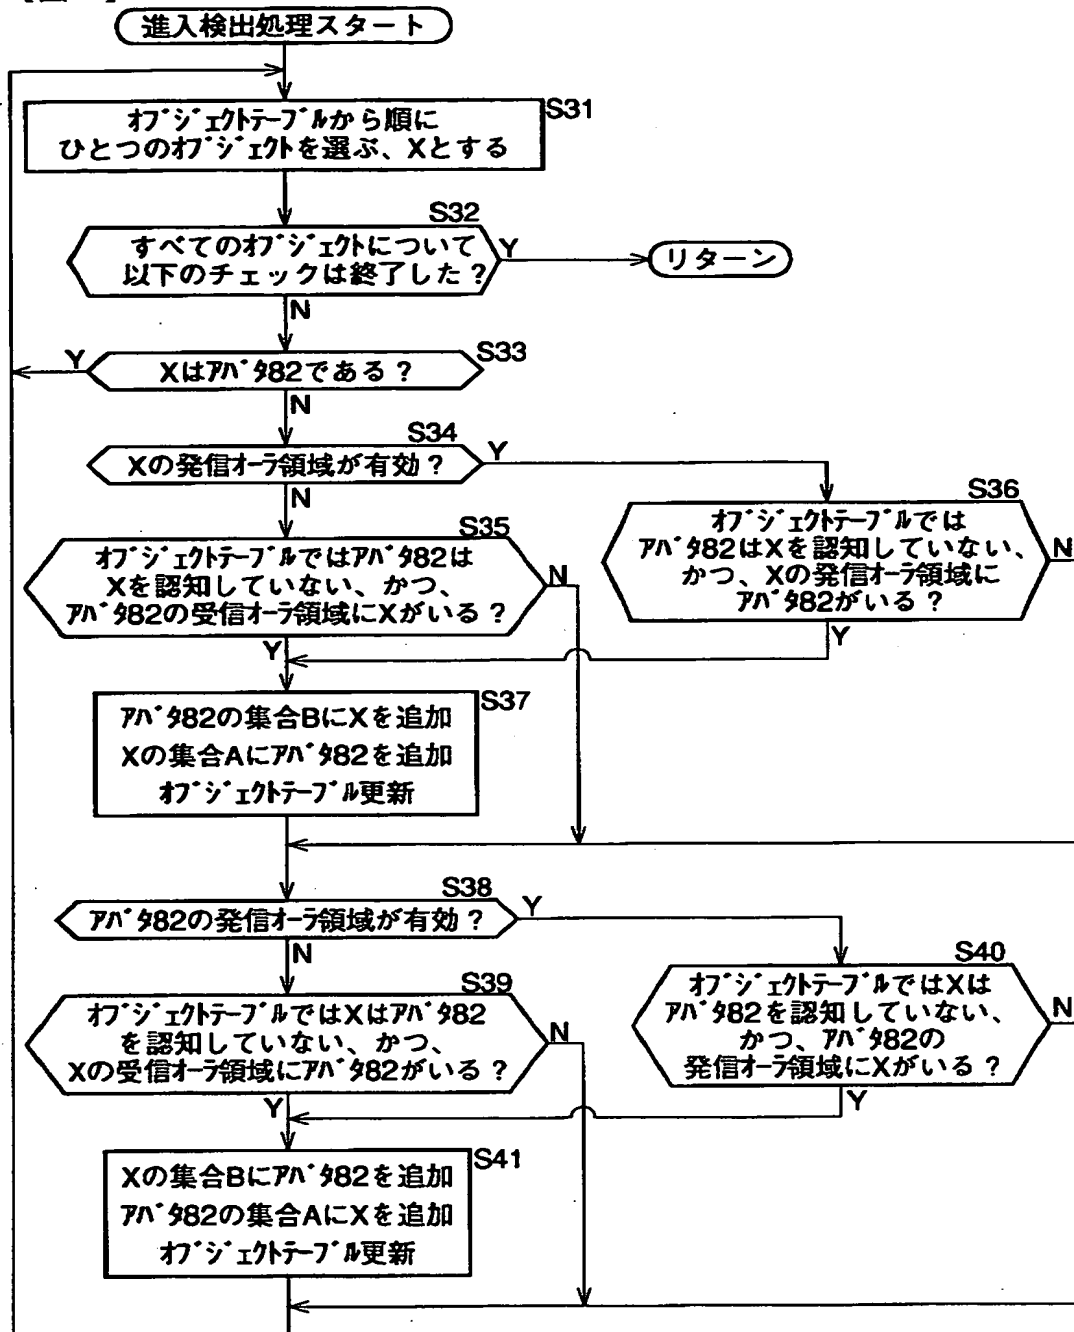 進入検出処理スタート
S31
オブジェクトテーブルから順に
ひとつのオブジェクトを選ぶ、Xとする
S32
すべてのオブジェクトについて
以下のチェックは終了した？
Y
リターン
N
S33
Y
Xはアバタ82である？
N
S34
Xの発信オーラ領域が有効？
Y
N
S35
オブジェクトテーブルではアバタ82は
Xを認知していない、かつ、
アバタ82の受信オーラ領域にXがいる？
N
Y
S36
オブジェクトテーブルでは
アバタ82はXを認知していない、
かつ、Xの発信オーラ領域に
アバタ82がいる？
N
Y
S37
アバタ82の集合BにXを追加
Xの集合Aにアバタ82を追加
オブジェクトテーブル更新
S38
アバタ82の発信オーラ領域が有効？
Y
N
S39
オブジェクトテーブルではXはアバタ82
を認知していない、かつ、
Xの受信オーラ領域にアバタ82がいる？
N
Y
S40
オブジェクトテーブルではXは
アバタ82を認知していない、
かつ、アバタ82の
発信オーラ領域にXがいる？
N
Y
S41
Xの集合Bにアバタ82を追加
アバタ82の集合AにXを追加
オブジェクトテーブル更新